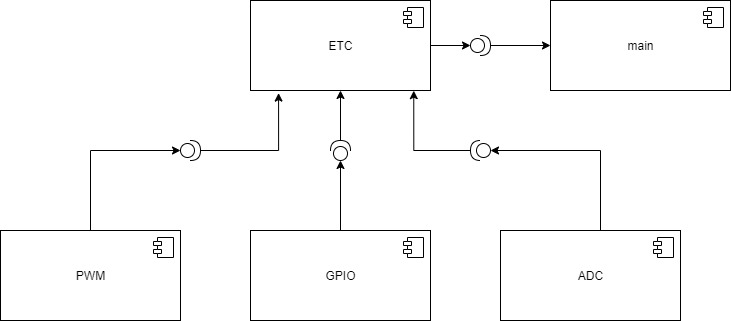 ETC
main
PWM
GPIO
ADC